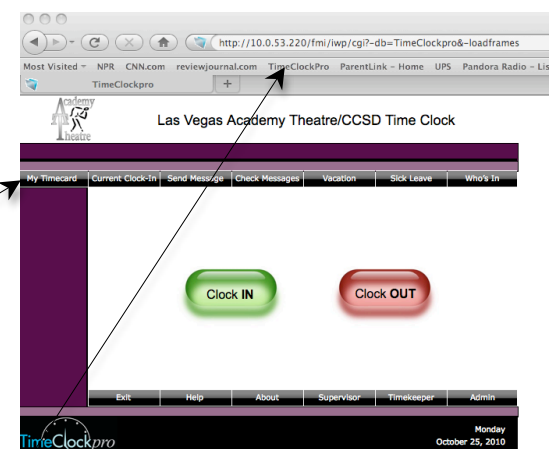 http://10.0.53.220/fmi/iwp/cgi?-db=TimeClockpro&-loadframes
Most Visited NPR CNN.com reviewjournal.com TimeClockPro ParentLink - Home UPS Pandora Radio - Lis
TimeClockpro +
Academy
Theatre
Las Vegas Academy Theatre/CCSD Time Clock
My Timecard Current Clock-In Send Message Check Messages Vacation Sick Leave Who's In
Clock IN Clock OUT
Exit Help About Supervisor Timekeeper Admin
Monday
TimeClockpro October 25, 2010